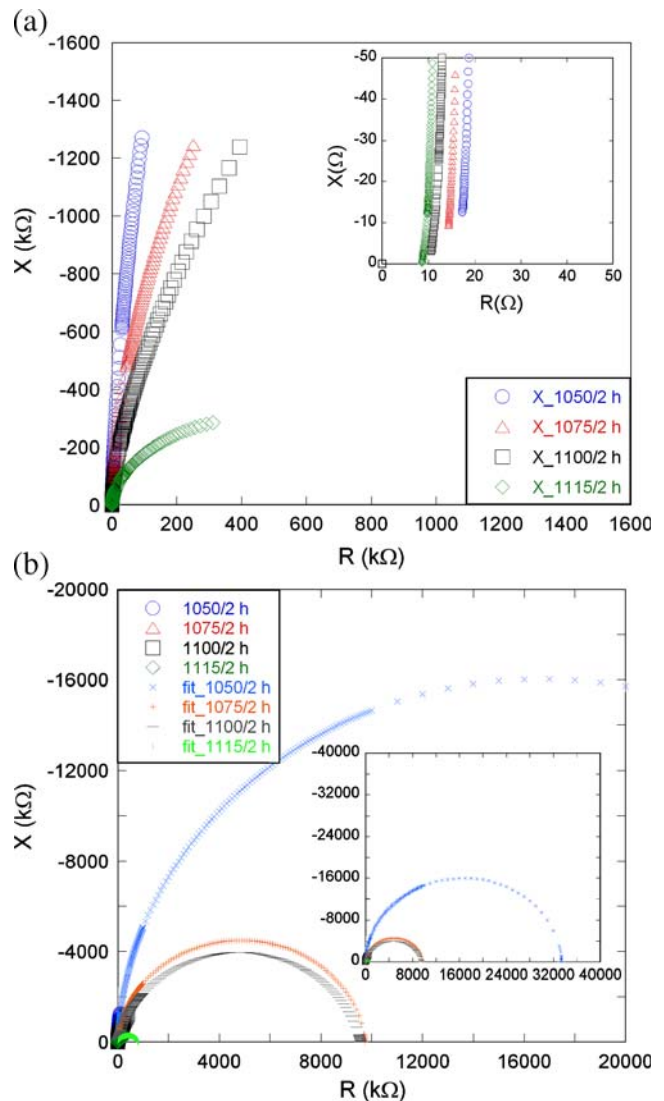 (a)
-1600
-1400
-1200
-1000
-800
-600
-400
-200
0
X (kΩ)
0 200 400 600 800 1000 1200 1400 1600
R (kΩ)
-50
-40
-30
-20
-10
0
X(Ω)
0 10 20 30 40 50
R(Ω)
X_1050/2 h
X_1075/2 h
X_1100/2 h
X_1115/2 h
(b)
-20000
-16000
-12000
-8000
-4000
0
X (kΩ)
0 4000 8000 12000 16000 20000
R (kΩ)
1050/2 h
1075/2 h
1100/2 h
1115/2 h
fit_1050/2 h
fit_1075/2 h
fit_1100/2 h
fit_1115/2 h
-40000
-32000
-24000
-16000
-8000
0
0 8000 16000 24000 32000 40000